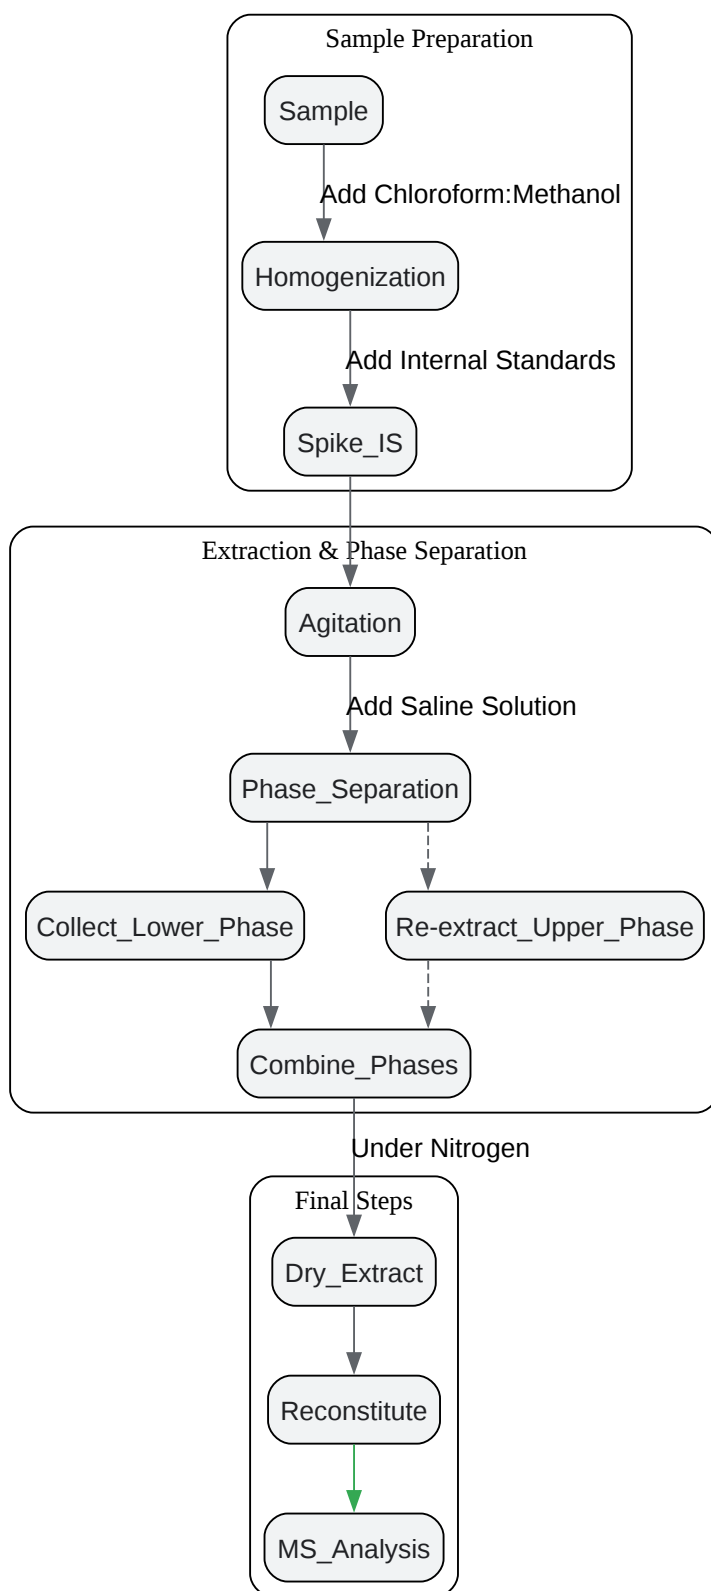 Sample Preparation
Sample
Add Chloroform:Methanol
Homogenization
Add Internal Standards
Spike_IS
Extraction & Phase Separation
Agitation
Add Saline Solution
Phase_Separation
Collect_Lower_Phase
Re-extract_Upper_Phase
Combine_Phases
Under Nitrogen
Final Steps
Dry_Extract
Reconstitute
MS_Analysis